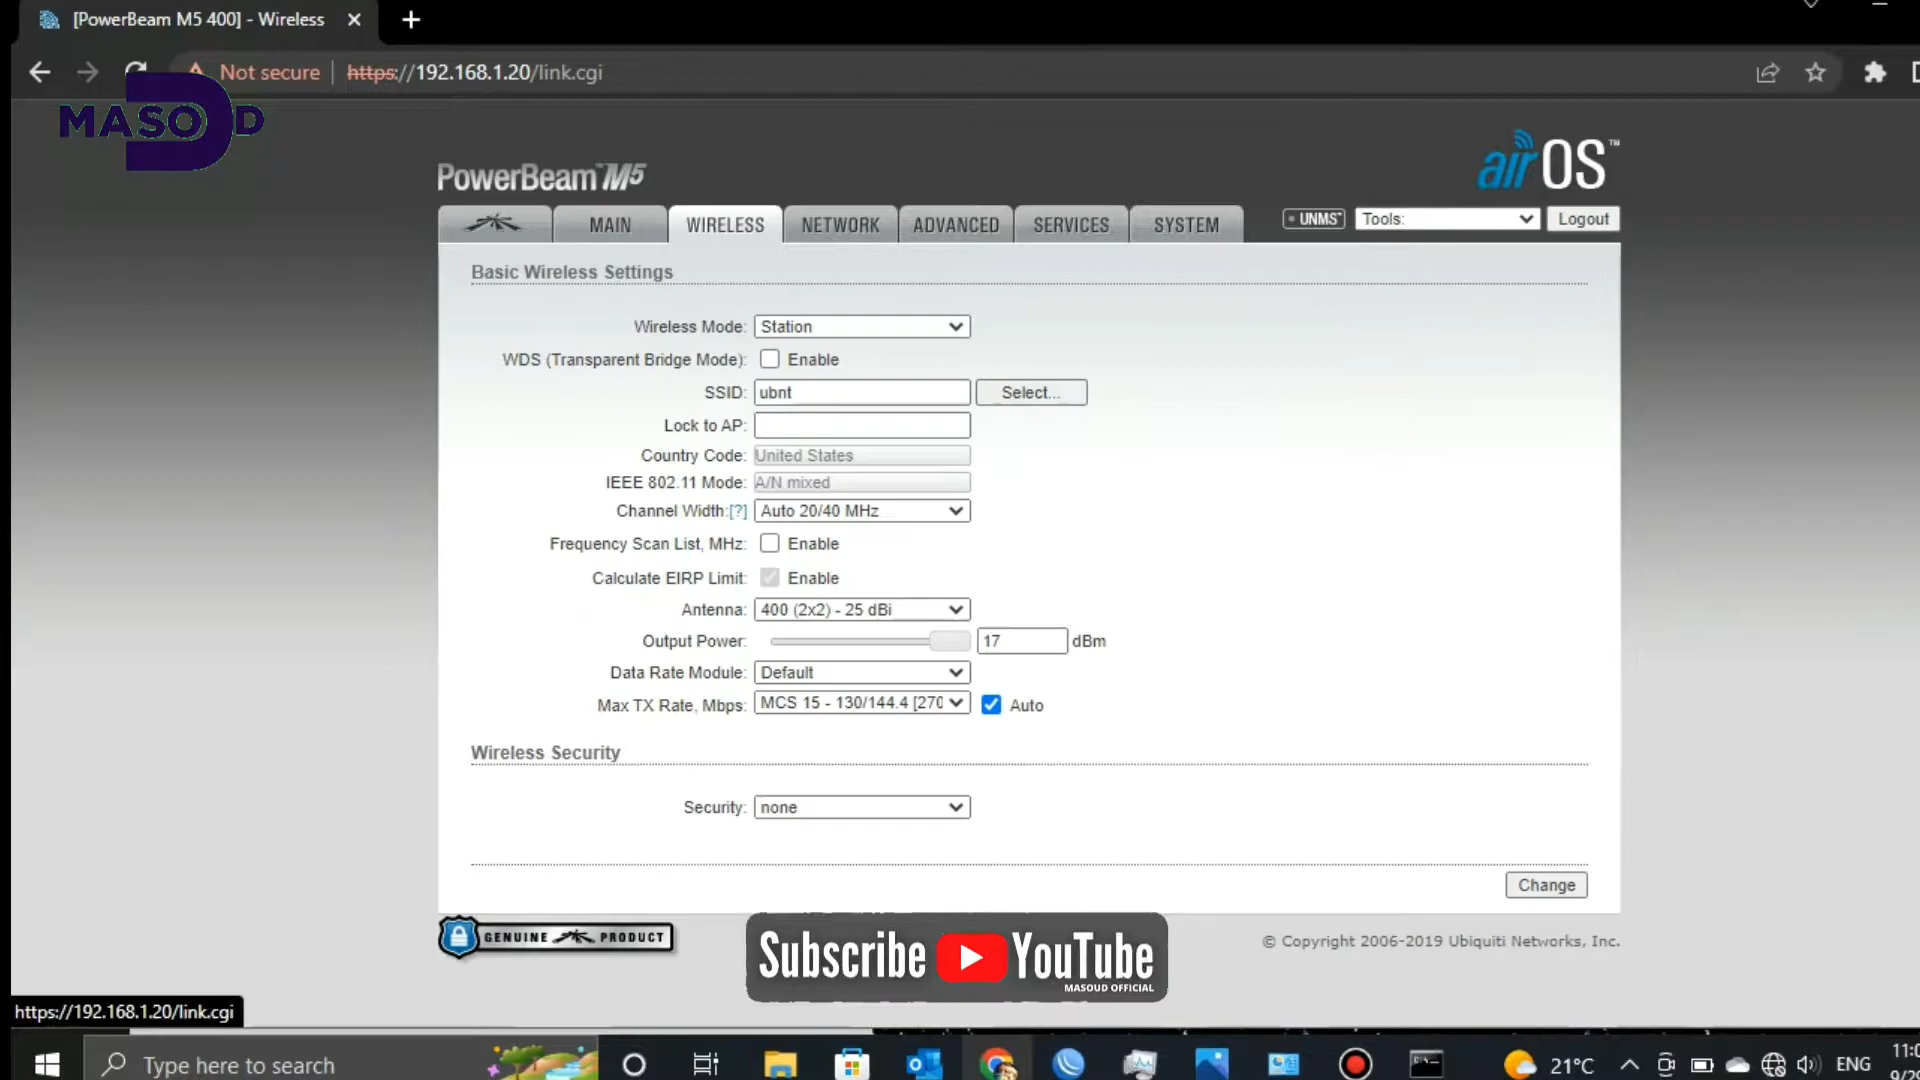 [PowerBeam M5 400] - Wireless
Not secure https://192.168.1.20/link.cgi
MASO D D
PowerBeam™ M5
airOS™
MAIN WIRELESS NETWORK ADVANCED SERVICES SYSTEM UNMS™ Tools: Logout
Basic Wireless Settings
Wireless Mode: Station
WDS (Transparent Bridge Mode): Enable
SSID: ubnt Select...
Lock to AP:
Country Code: United States
IEEE 802.11 Mode: A/N mixed
Channel Width:[?] Auto 20/40 MHz
Frequency Scan List, MHz: Enable
Calculate EIRP Limit: Enable
Antenna: 400 (2x2) - 25 dBi
Output Power: 17 dBm
Data Rate Module: Default
Max TX Rate, Mbps: MCS 15 - 130/144.4 [270 Auto
Wireless Security
Security: none
Change
GENUINE PRODUCT
Subscribe YouTube
MASOUD OFFICIAL
© Copyright 2006-2019 Ubiquiti Networks, Inc.
https://192.168.1.20/link.cgi
Type here to search
21°C ENG